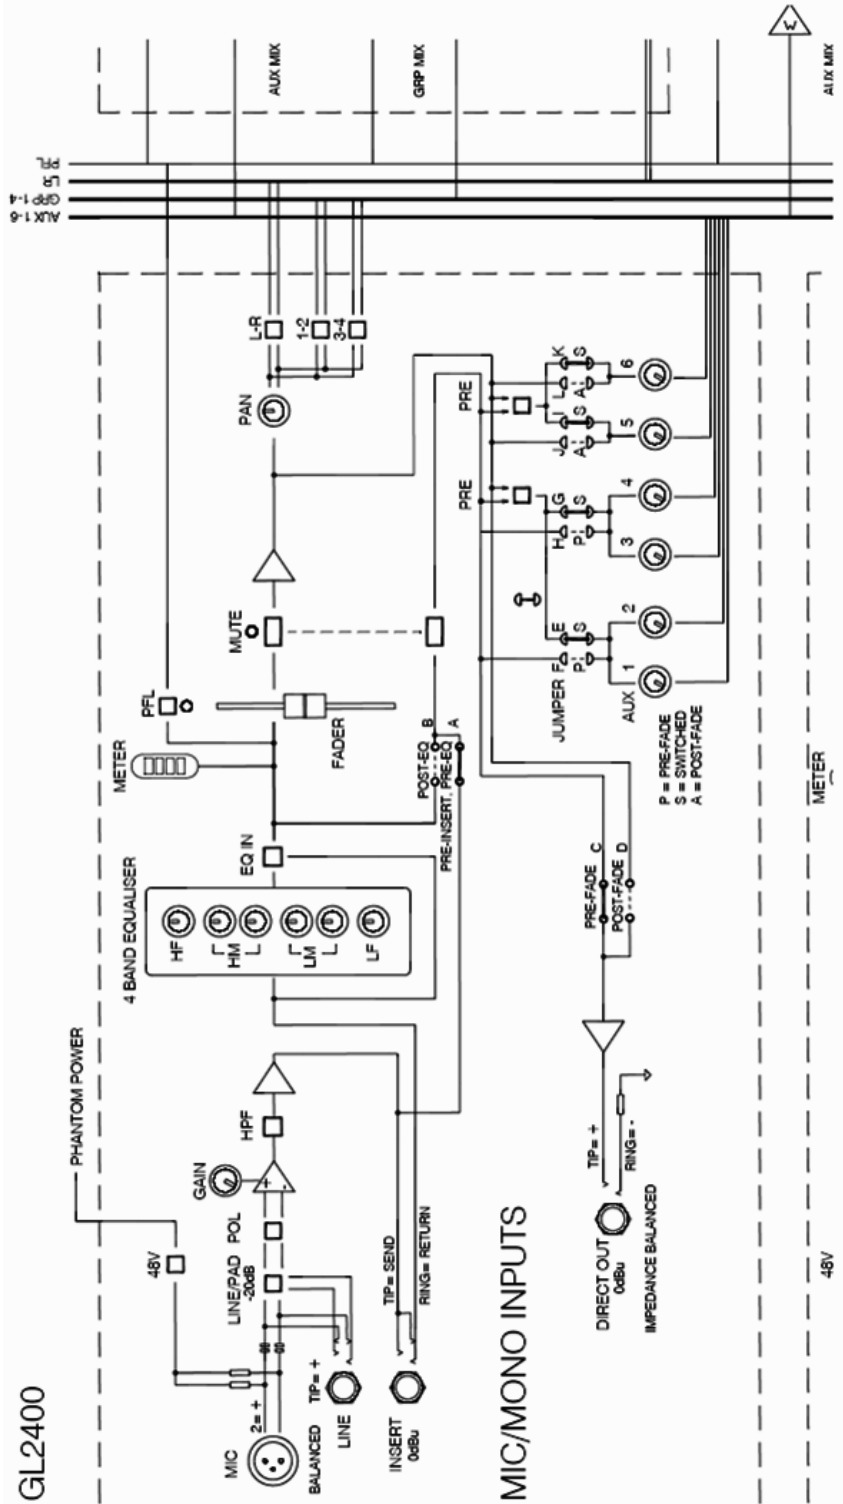 GL2400
PHANTOM POWER
48V
MIC
2= +
BALANCED
TIP= +
LINE
INSERT
0dBu
TIP= SEND
RING= RETURN
LINE/PAD
-20dB
POL
GAIN
+
-
HPF
4 BAND EQUALISER
HF
HM
LM
LF
EQ IN
METER
PFL
FADER
POST-EQ B
PRE-INSERT, PRE-EQ A
MUTE
PAN
L-R
1-2
3-4
PRE
PRE
JUMPER F E H G J I L K
P S P S A S A S
AUX 1 2 3 4 5 6
P = PRE-FADE
S = SWITCHED
A = POST-FADE
PRE-FADE C
POST-FADE D
MIC/MONO INPUTS
TIP= +
RING= -
DIRECT OUT
0dBu
IMPEDANCE BALANCED
PFL
LR
GRP 1-4
AUX 1-6
AUX MIX
GRP MIX
W
AUX MIX
METER
48V